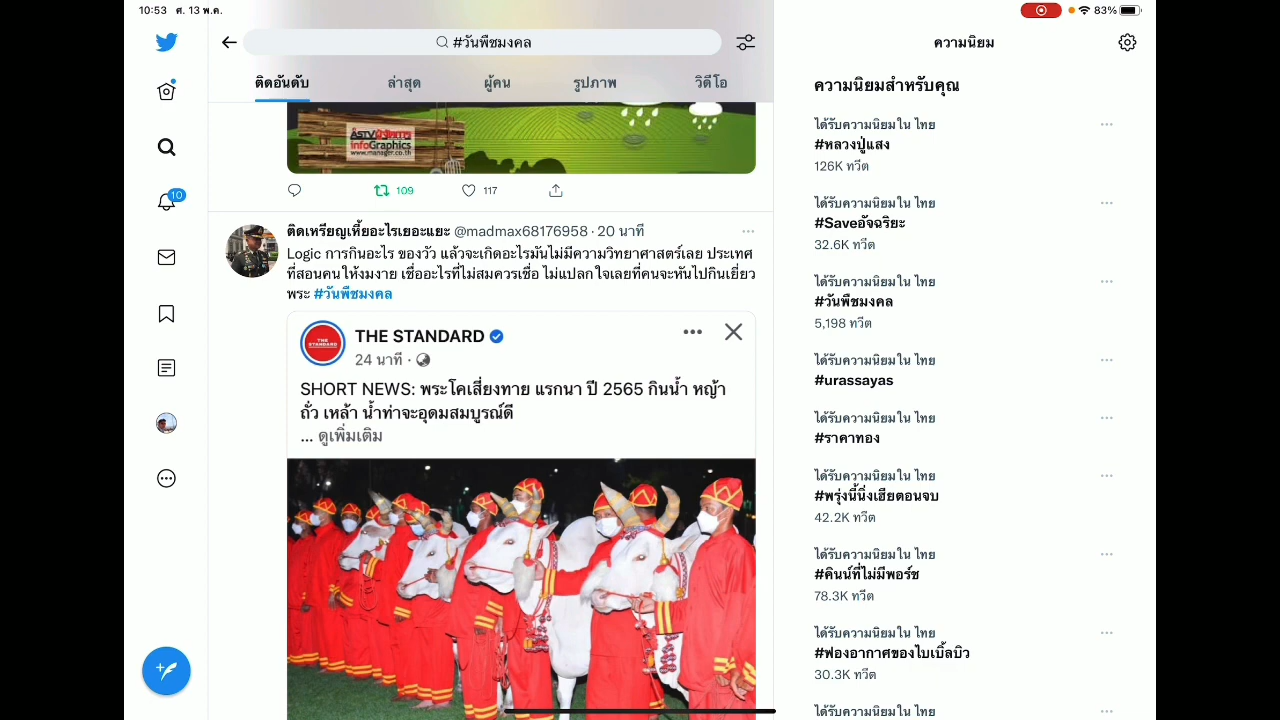 10:53 ศ. 13 พ.ค.
83%
#วันพืชมงคล
ความนิยม
ติดอันดับ ล่าสุด ผู้คน รูปภาพ วิดีโอ
ASTVผู้จัดการ
infoGraphics
www.manager.co.th
109 117
10
ติดเหรียญเหี้ยอะไรเยอะแยะ @madmax68176958 · 20 นาที
Logic การกินอะไร ของวัว แล้วจะเกิดอะไรมันไม่มีความวิทยาศาสตร์เลย ประเทศ
ที่สอนคนให้งมงาย เชื่ออะไรที่ไม่สมควรเชื่อ ไม่แปลกใจเลยที่คนจะหันไปกินเยี่ยว
พระ #วันพืชมงคล
THE STANDARD
24 นาที ·
SHORT NEWS: พระโคเสี่ยงทาย แรกนา ปี 2565 กินน้ำ หญ้า
ถั่ว เหล้า น้ำท่าจะอุดมสมบูรณ์ดี
... ดูเพิ่มเติม
ความนิยมสำหรับคุณ
ได้รับความนิยมใน ไทย
#หลวงปู่แสง
126K ทวีต
ได้รับความนิยมใน ไทย
#Saveอัจฉริยะ
32.6K ทวีต
ได้รับความนิยมใน ไทย
#วันพืชมงคล
5,198 ทวีต
ได้รับความนิยมใน ไทย
#urassayas
ได้รับความนิยมใน ไทย
#ราคาทอง
ได้รับความนิยมใน ไทย
#พรุ่งนี้นิ่งเฮียตอนจบ
42.2K ทวีต
ได้รับความนิยมใน ไทย
#คินน์ที่ไม่มีพอร์ช
78.3K ทวีต
ได้รับความนิยมใน ไทย
#ฟองอากาศของไบเบิ้ลบิว
30.3K ทวีต
ได้รับความนิยมใน ไทย